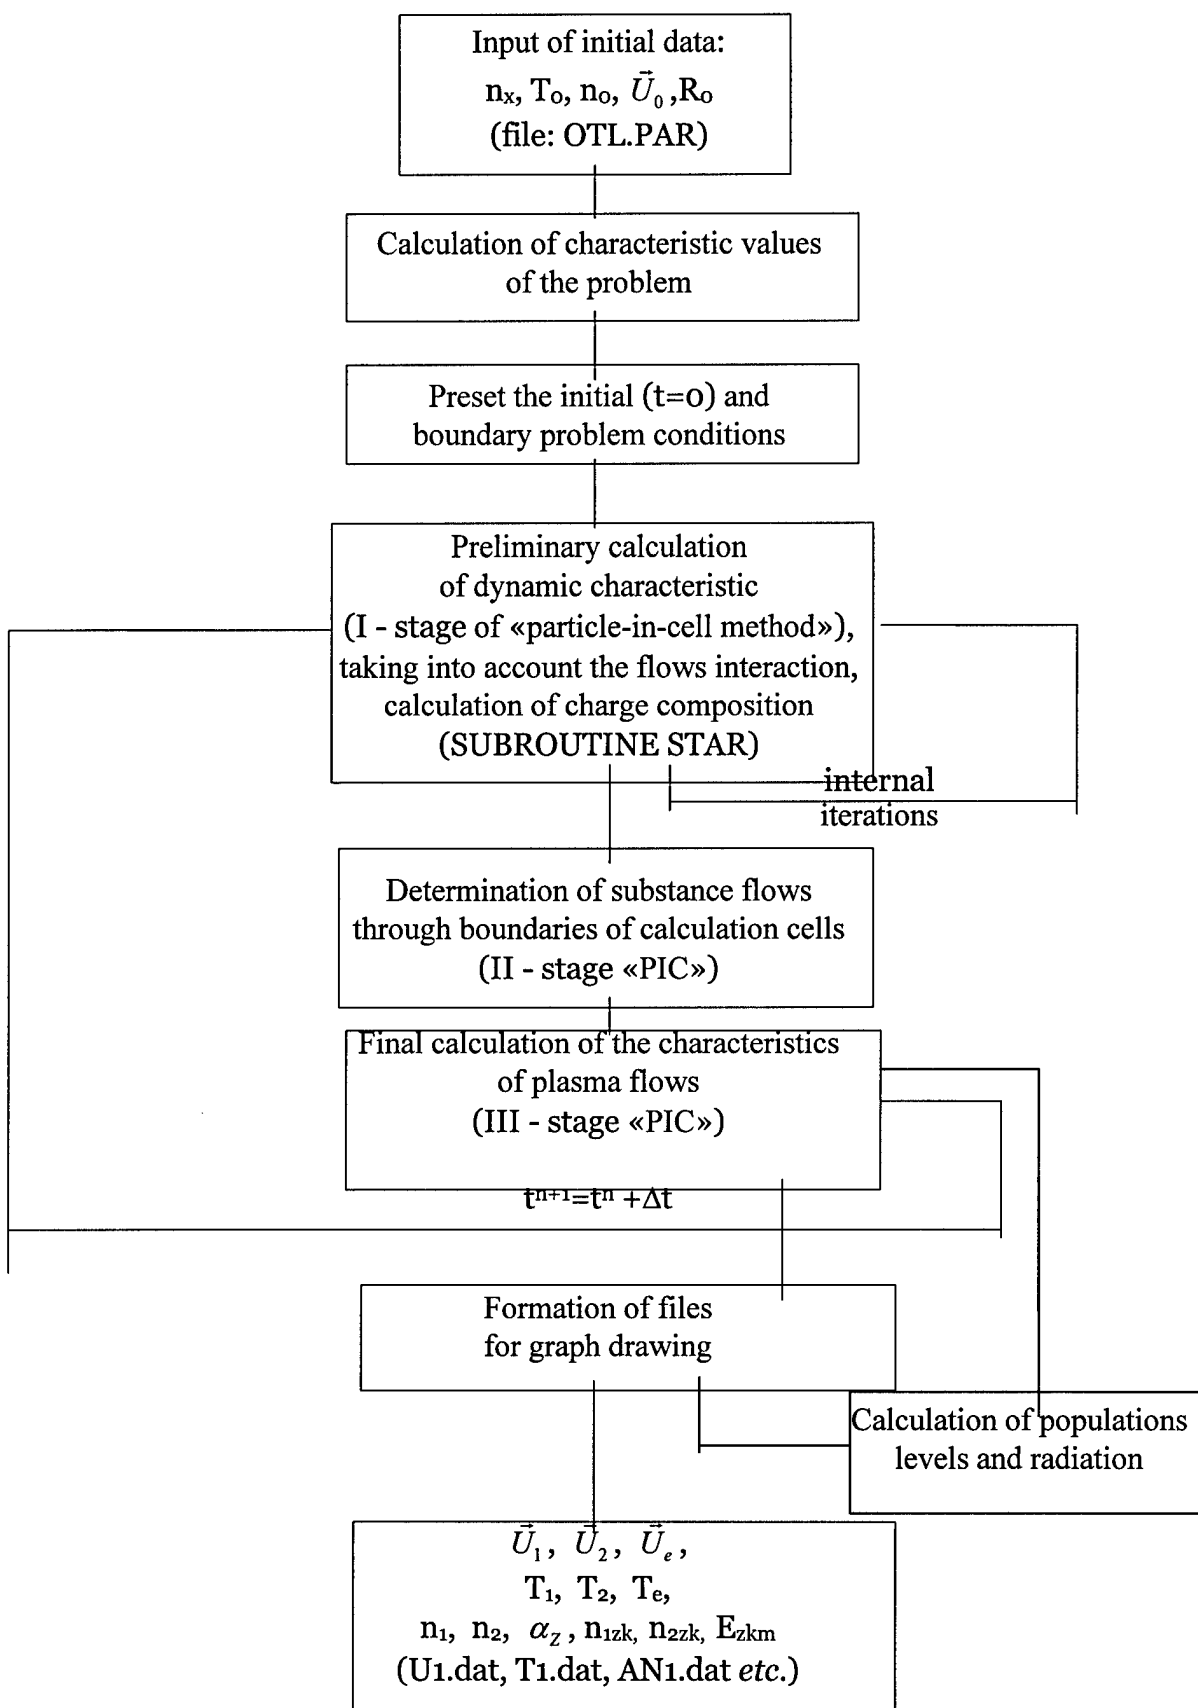 Input of initial data:
nₓ, T₀, n₀, U⃗₀ ,R₀
(file: OTL.PAR)
Calculation of characteristic values
of the problem
Preset the initial (t=0) and
boundary problem conditions
Preliminary calculation
of dynamic characteristic
(I - stage of «particle-in-cell method»),
taking into account the flows interaction,
calculation of charge composition
(SUBROUTINE STAR)
internal
iterations
Determination of substance flows
through boundaries of calculation cells
(II - stage «PIC»)
Final calculation of the characteristics
of plasma flows
(III - stage «PIC»)
tⁿ⁺¹=tⁿ +Δt
Formation of files
for graph drawing
Calculation of populations
levels and radiation
U⃗₁, U⃗₂, U⃗ₑ,
T₁, T₂, Tₑ,
n₁, n₂, α_Z, n₁zk, n₂zk, Ezkm
(U1.dat, T1.dat, AN1.dat etc.)